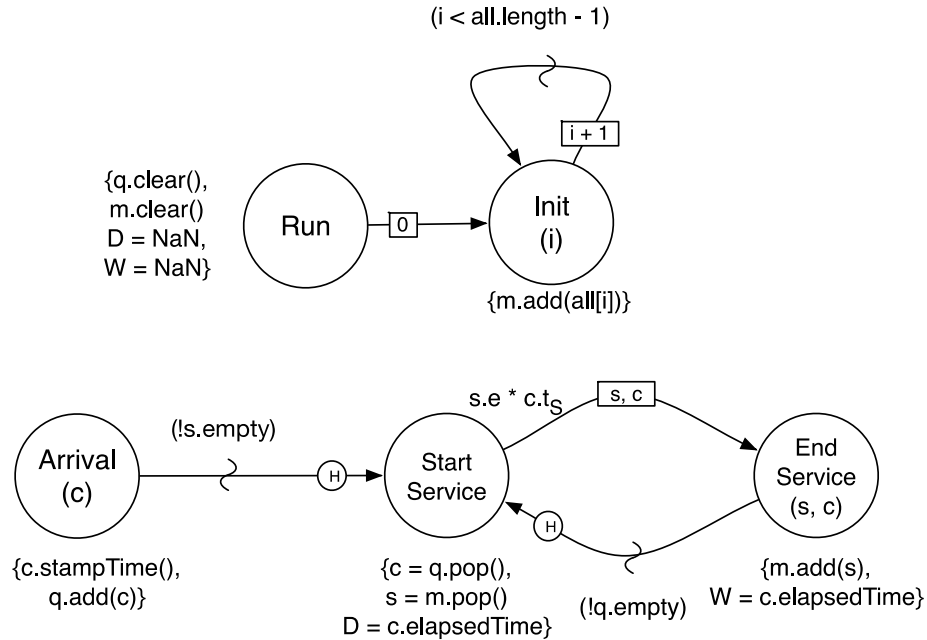 (i < all.length - 1)
i + 1
{q.clear(),
m.clear()
D = NaN,
W = NaN}
Run
0
Init
(i)
{m.add(all[i])}
s.e * c.tS
s, c
(!s.empty)
Arrival
(c)
H
Start
Service
H
End
Service
(s, c)
{c.stampTime(),
q.add(c)}
{c = q.pop(),
s = m.pop()
D = c.elapsedTime}
(!q.empty)
{m.add(s),
W = c.elapsedTime}